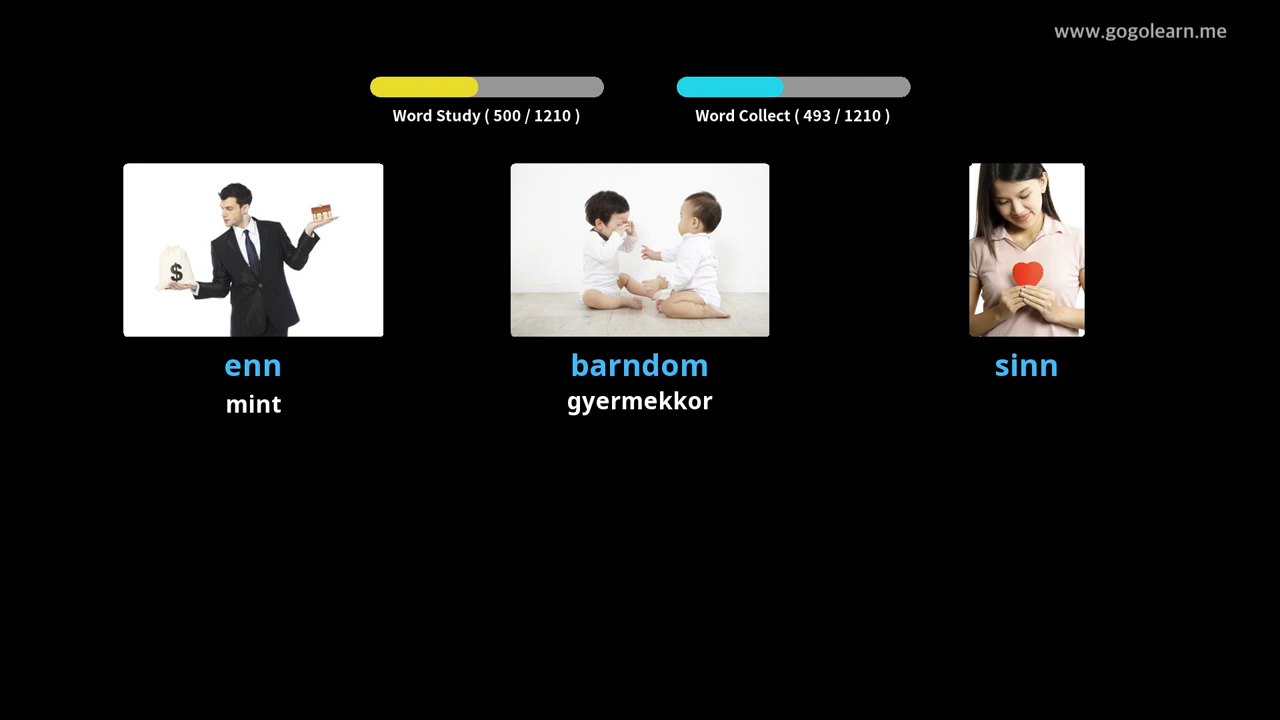 www.gogolearn.me
Word Study ( 500 / 1210 )
Word Collect ( 493 / 1210 )
$
enn
barndom
sinn
mint
gyermekkor